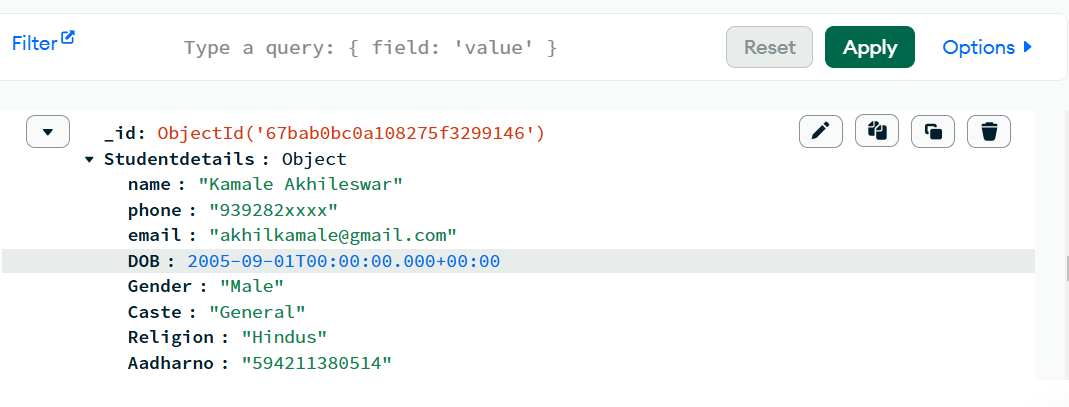 Filter
Type a query: { field: 'value' }
Reset
Apply
Options
_id: ObjectId('67bab0bc0a108275f3299146')
Studentdetails : Object
name : "Kamale Akhileswar"
phone : "939282xxxx"
email : "akhilkamale@gmail.com"
DOB : 2005-09-01T00:00:00.000+00:00
Gender : "Male"
Caste : "General"
Religion : "Hindus"
Aadharno : "594211380514"